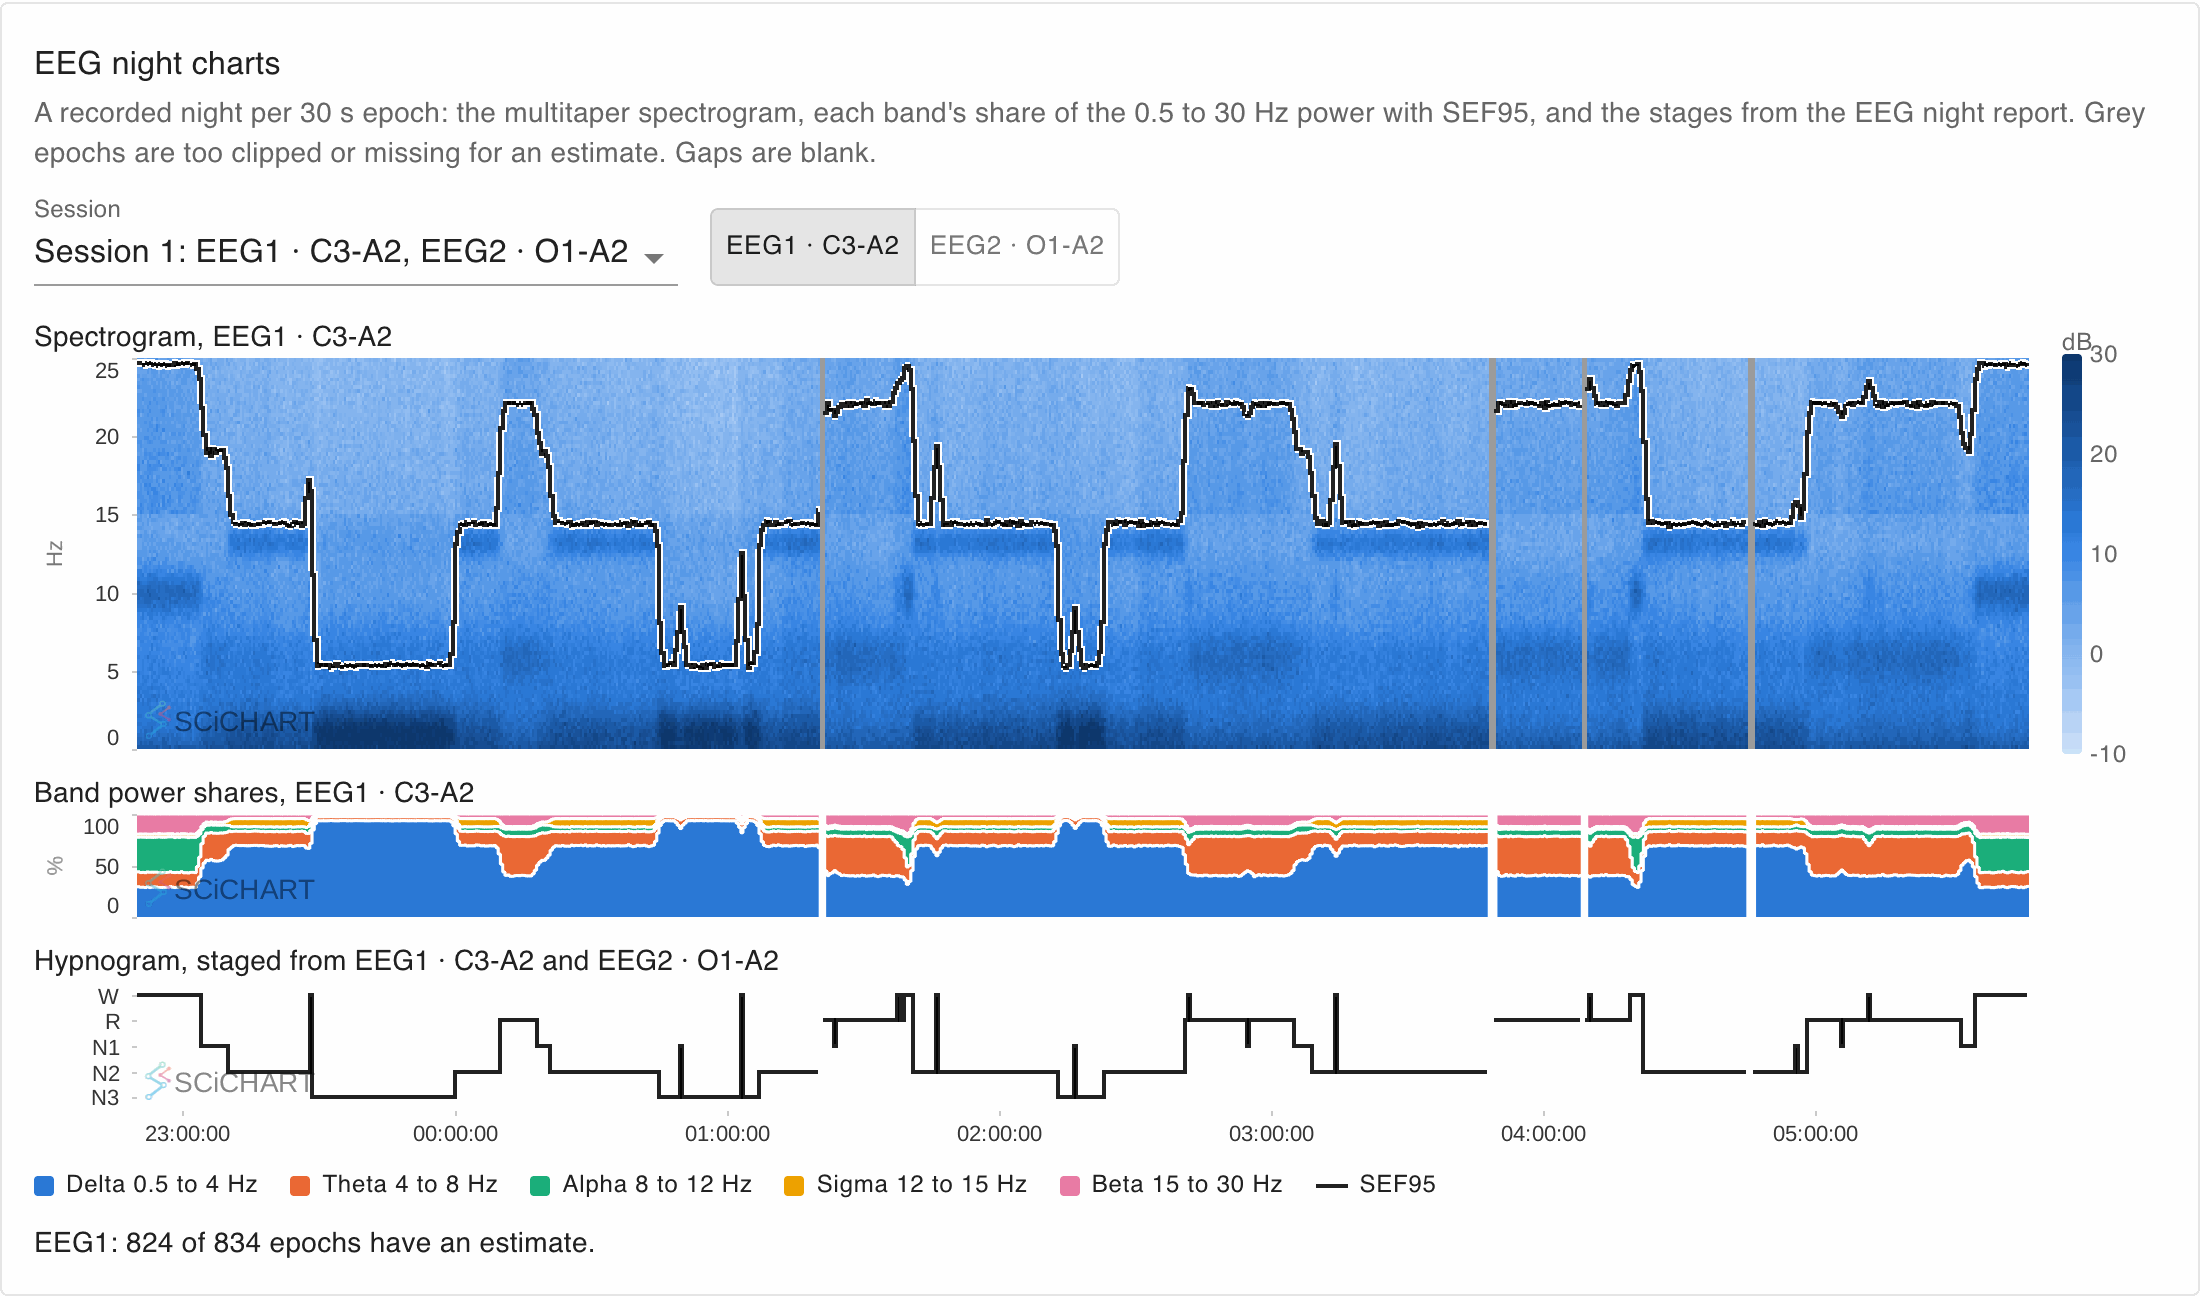 EEG night charts
A recorded night per 30 s epoch: the multitaper spectrogram, each band's share of the 0.5 to 30 Hz power with SEF95, and the stages from the EEG night report. Grey
epochs are too clipped or missing for an estimate. Gaps are blank.
Session
Session 1: EEG1 · C3-A2, EEG2 · O1-A2
EEG1 · C3-A2
EEG2 · O1-A2
Spectrogram, EEG1 · C3-A2
dB
25
20
15
10
5
0
Hz
30
20
10
0
-10
SCiCHART
Band power shares, EEG1 · C3-A2
100
50
0
%
SCiCHART
Hypnogram, staged from EEG1 · C3-A2 and EEG2 · O1-A2
W
R
N1
N2
N3
SCiCHART
23:00:00 00:00:00 01:00:00 02:00:00 03:00:00 04:00:00 05:00:00
Delta 0.5 to 4 Hz Theta 4 to 8 Hz Alpha 8 to 12 Hz Sigma 12 to 15 Hz Beta 15 to 30 Hz SEF95
EEG1: 824 of 834 epochs have an estimate.